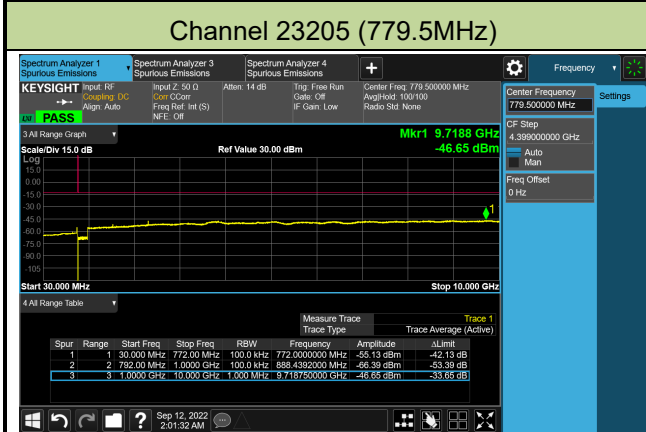 Channel 23205 (779.5MHz)
Spectrum Analyzer 1
Spurious Emissions
Spectrum Analyzer 3
Spurious Emissions
Spectrum Analyzer 4
Spurious Emissions
+
Frequency
KEYSIGHT
Input: RF
Coupling: DC
Align: Auto
Input Z: 50 Ω
Corr CCorr
Freq Ref: Int (S)
NFE: Off
Atten: 14 dB
Trig: Free Run
Gate: Off
IF Gain: Low
Center Freq: 779.500000 MHz
Avg|Hold: 100/100
Radio Std: None
LXI PASS
Center Frequency
779.500000 MHz
Settings
CF Step
4.399000000 GHz
Auto
Man
Freq Offset
0 Hz
3 All Range Graph
Mkr1 9.7188 GHz
Scale/Div 15.0 dB
Ref Value 30.00 dBm
-46.65 dBm
Log
15.0
0.00
-15.0
-30.0
-45.0
-60.0
-75.0
-90.0
-105
1
Start 30.000 MHz
Stop 10.000 GHz
4 All Range Table
Measure Trace Trace 1
Trace Type Trace Average (Active)
Spur Range Start Freq Stop Freq RBW Frequency Amplitude ΔLimit
1 1 30.000 MHz 772.00 MHz 100.0 kHz 772.0000000 MHz -55.13 dBm -42.13 dB
2 2 792.00 MHz 1.0000 GHz 100.0 kHz 888.4392000 MHz -66.39 dBm -53.39 dB
3 3 1.0000 GHz 10.000 GHz 1.000 MHz 9.718750000 GHz -46.65 dBm -33.65 dB
?
Sep 12, 2022
2:01:32 AM